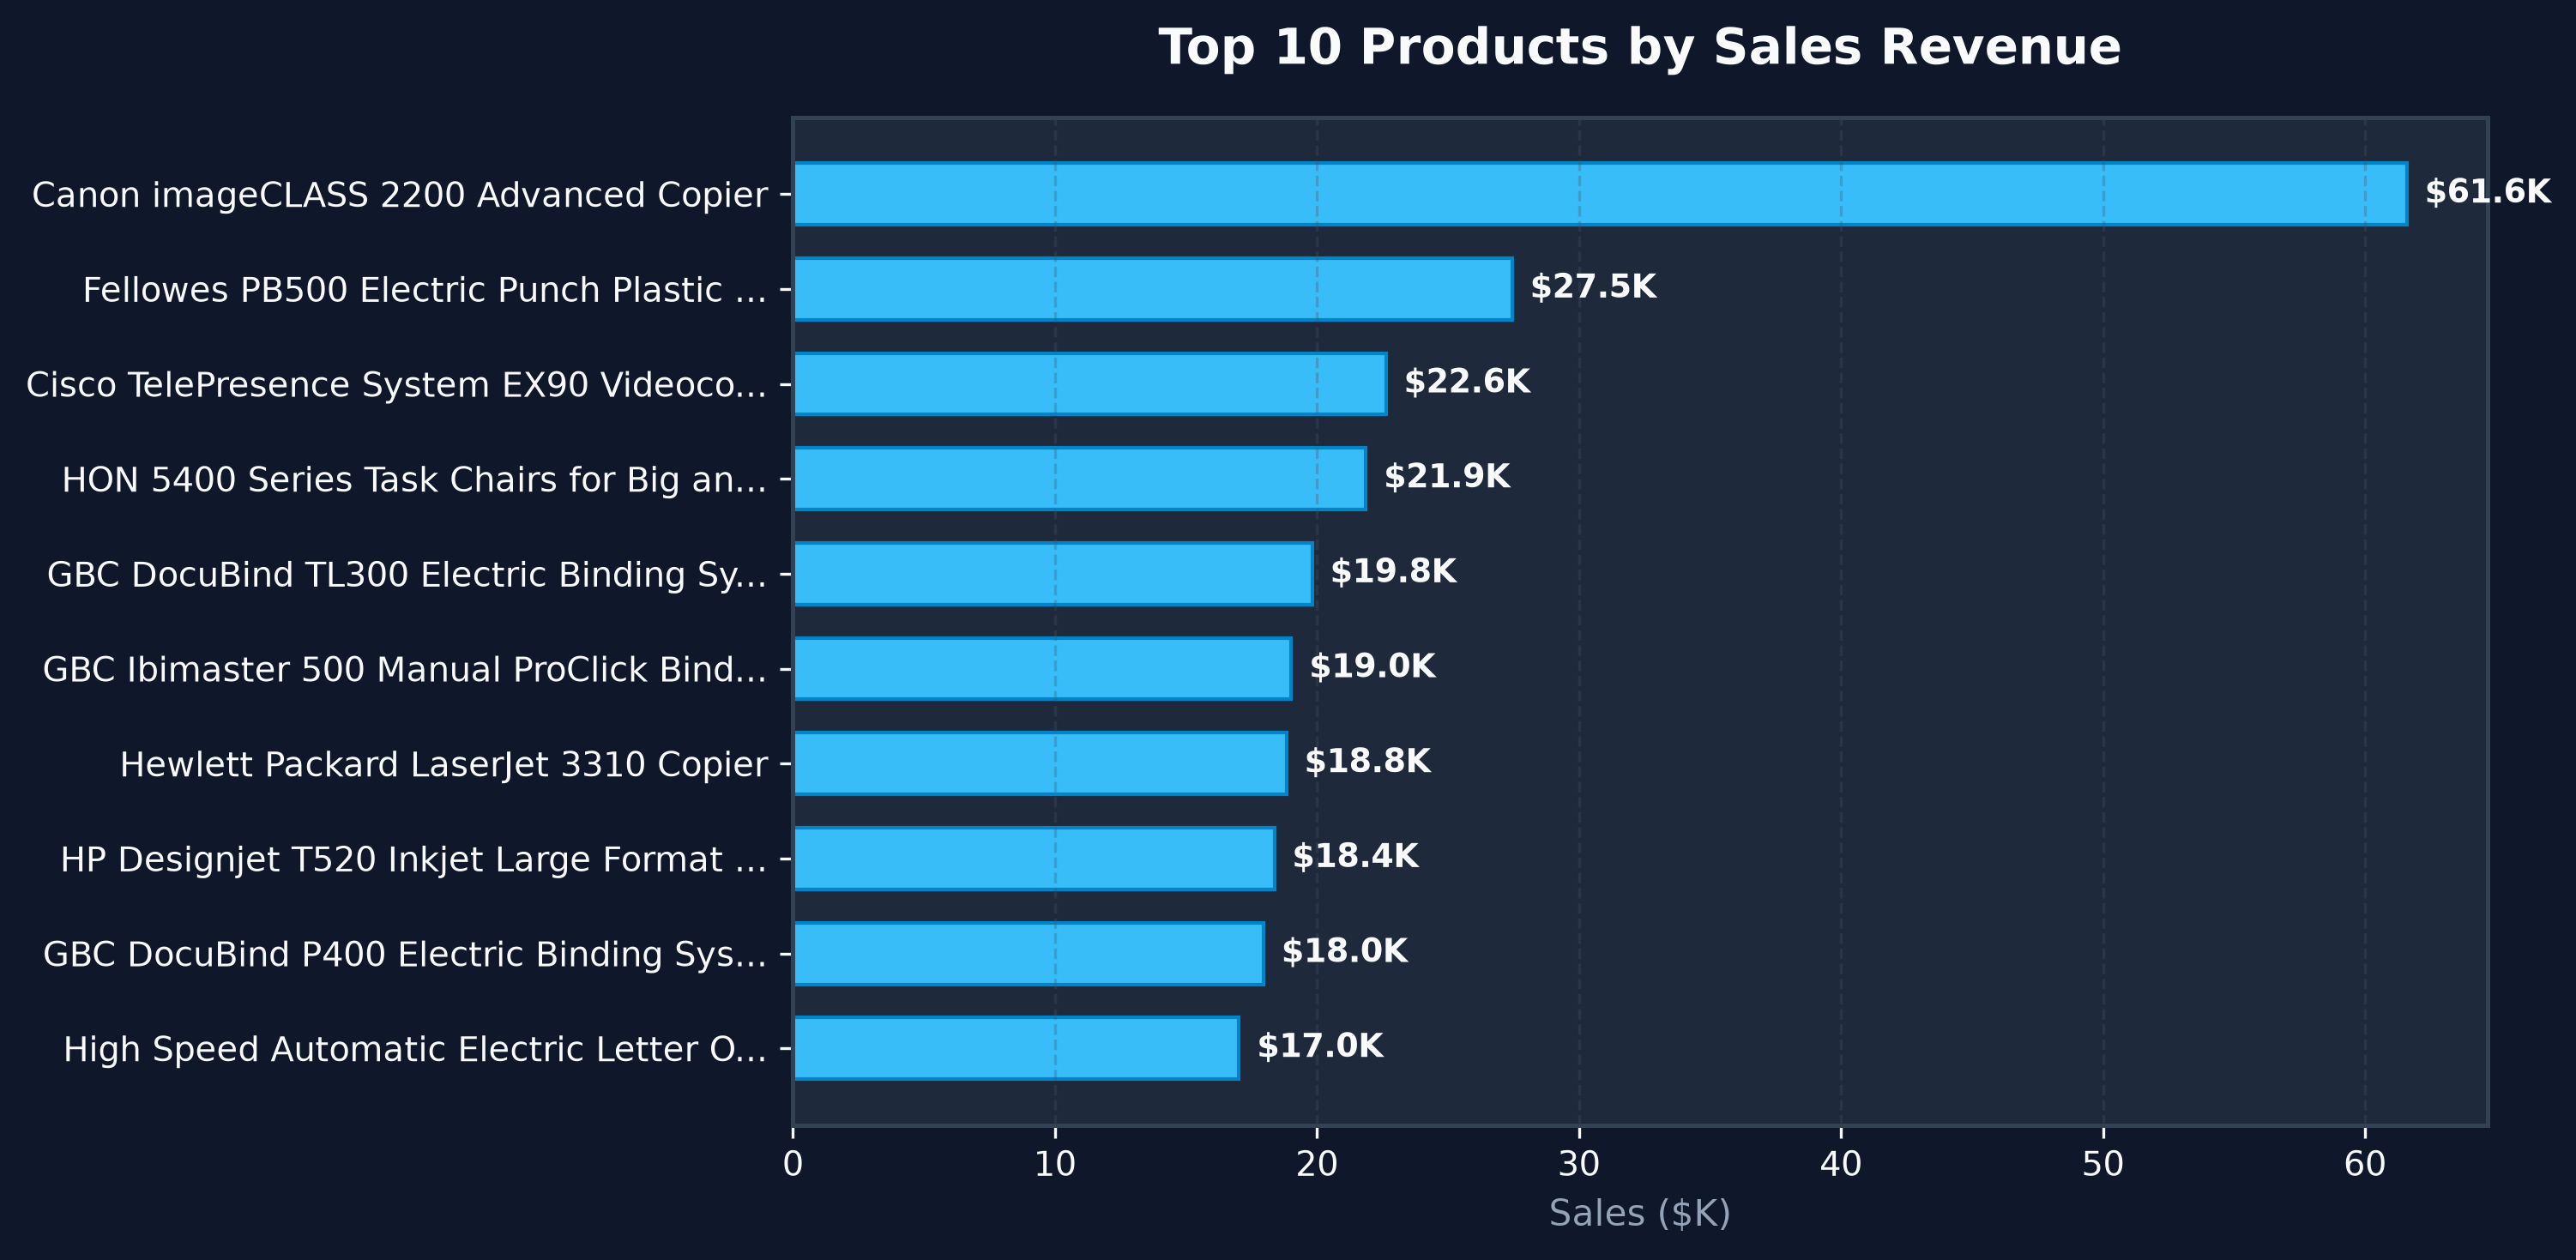 Top 10 Products by Sales Revenue
Canon imageCLASS 2200 Advanced Copier
$61.6K
Fellowes PB500 Electric Punch Plastic ...
$27.5K
Cisco TelePresence System EX90 Videoco...
$22.6K
HON 5400 Series Task Chairs for Big an...
$21.9K
GBC DocuBind TL300 Electric Binding Sy...
$19.8K
GBC Ibimaster 500 Manual ProClick Bind...
$19.0K
Hewlett Packard LaserJet 3310 Copier
$18.8K
HP Designjet T520 Inkjet Large Format ...
$18.4K
GBC DocuBind P400 Electric Binding Sys...
$18.0K
High Speed Automatic Electric Letter O...
$17.0K
0 10 20 30 40 50 60
Sales ($K)